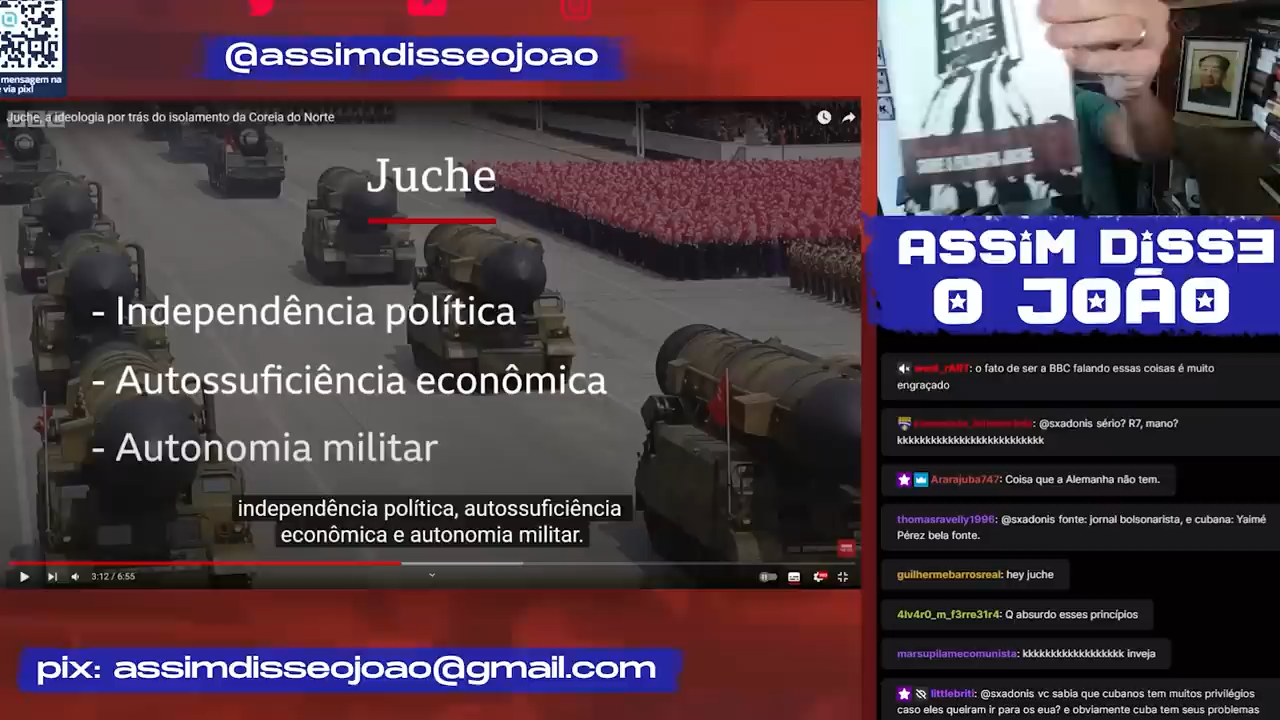 mensagem na
e via pix!
@assimdisseojoao
Juche, a ideologia por trás do isolamento da Coreia do Norte
Juche
- Independência política
- Autossuficiência econômica
- Autonomia militar
independência política, autossuficiência
econômica e autonomia militar.
3:12 / 6:55
pix: assimdisseojoao@gmail.com
JUCHE
ASSIM DISSE
O JOÃO
: o fato de ser a BBC falando essas coisas é muito
engraçado
: @sxadonis sério? R7, mano?
kkkkkkkkkkkkkkkkkkkkkkkkkk
Ararajuba747: Coisa que a Alemanha não tem.
thomasravelly1996: @sxadonis fonte: jornal bolsonarista, e cubana: Yaimé
Pérez bela fonte.
guilhermebarrosreal: hey juche
4lv4r0_m_f3rre31r4: Q absurdo esses princípios
marsupiiamecomunista: kkkkkkkkkkkkkkkkkk inveja
littlebriti: @sxadonis vc sabia que cubanos tem muitos privilégios
caso eles queiram ir para os eua? e obviamente cuba tem seus problemas